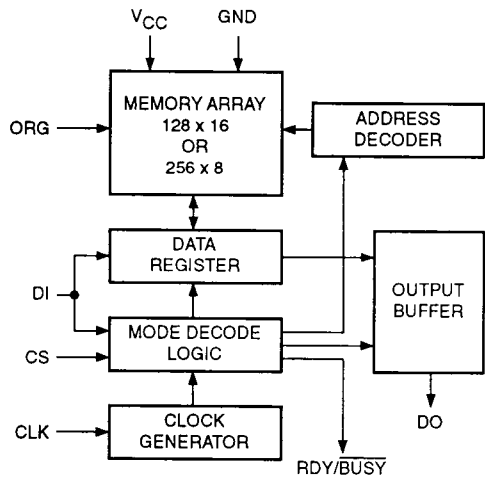 VCC
GND
MEMORY ARRAY
128 x 16
OR
256 x 8
ORG
ADDRESS
DECODER
DATA
REGISTER
OUTPUT
BUFFER
DI
MODE DECODE
LOGIC
CS
CLOCK
GENERATOR
CLK
DO
RDY/BUSY